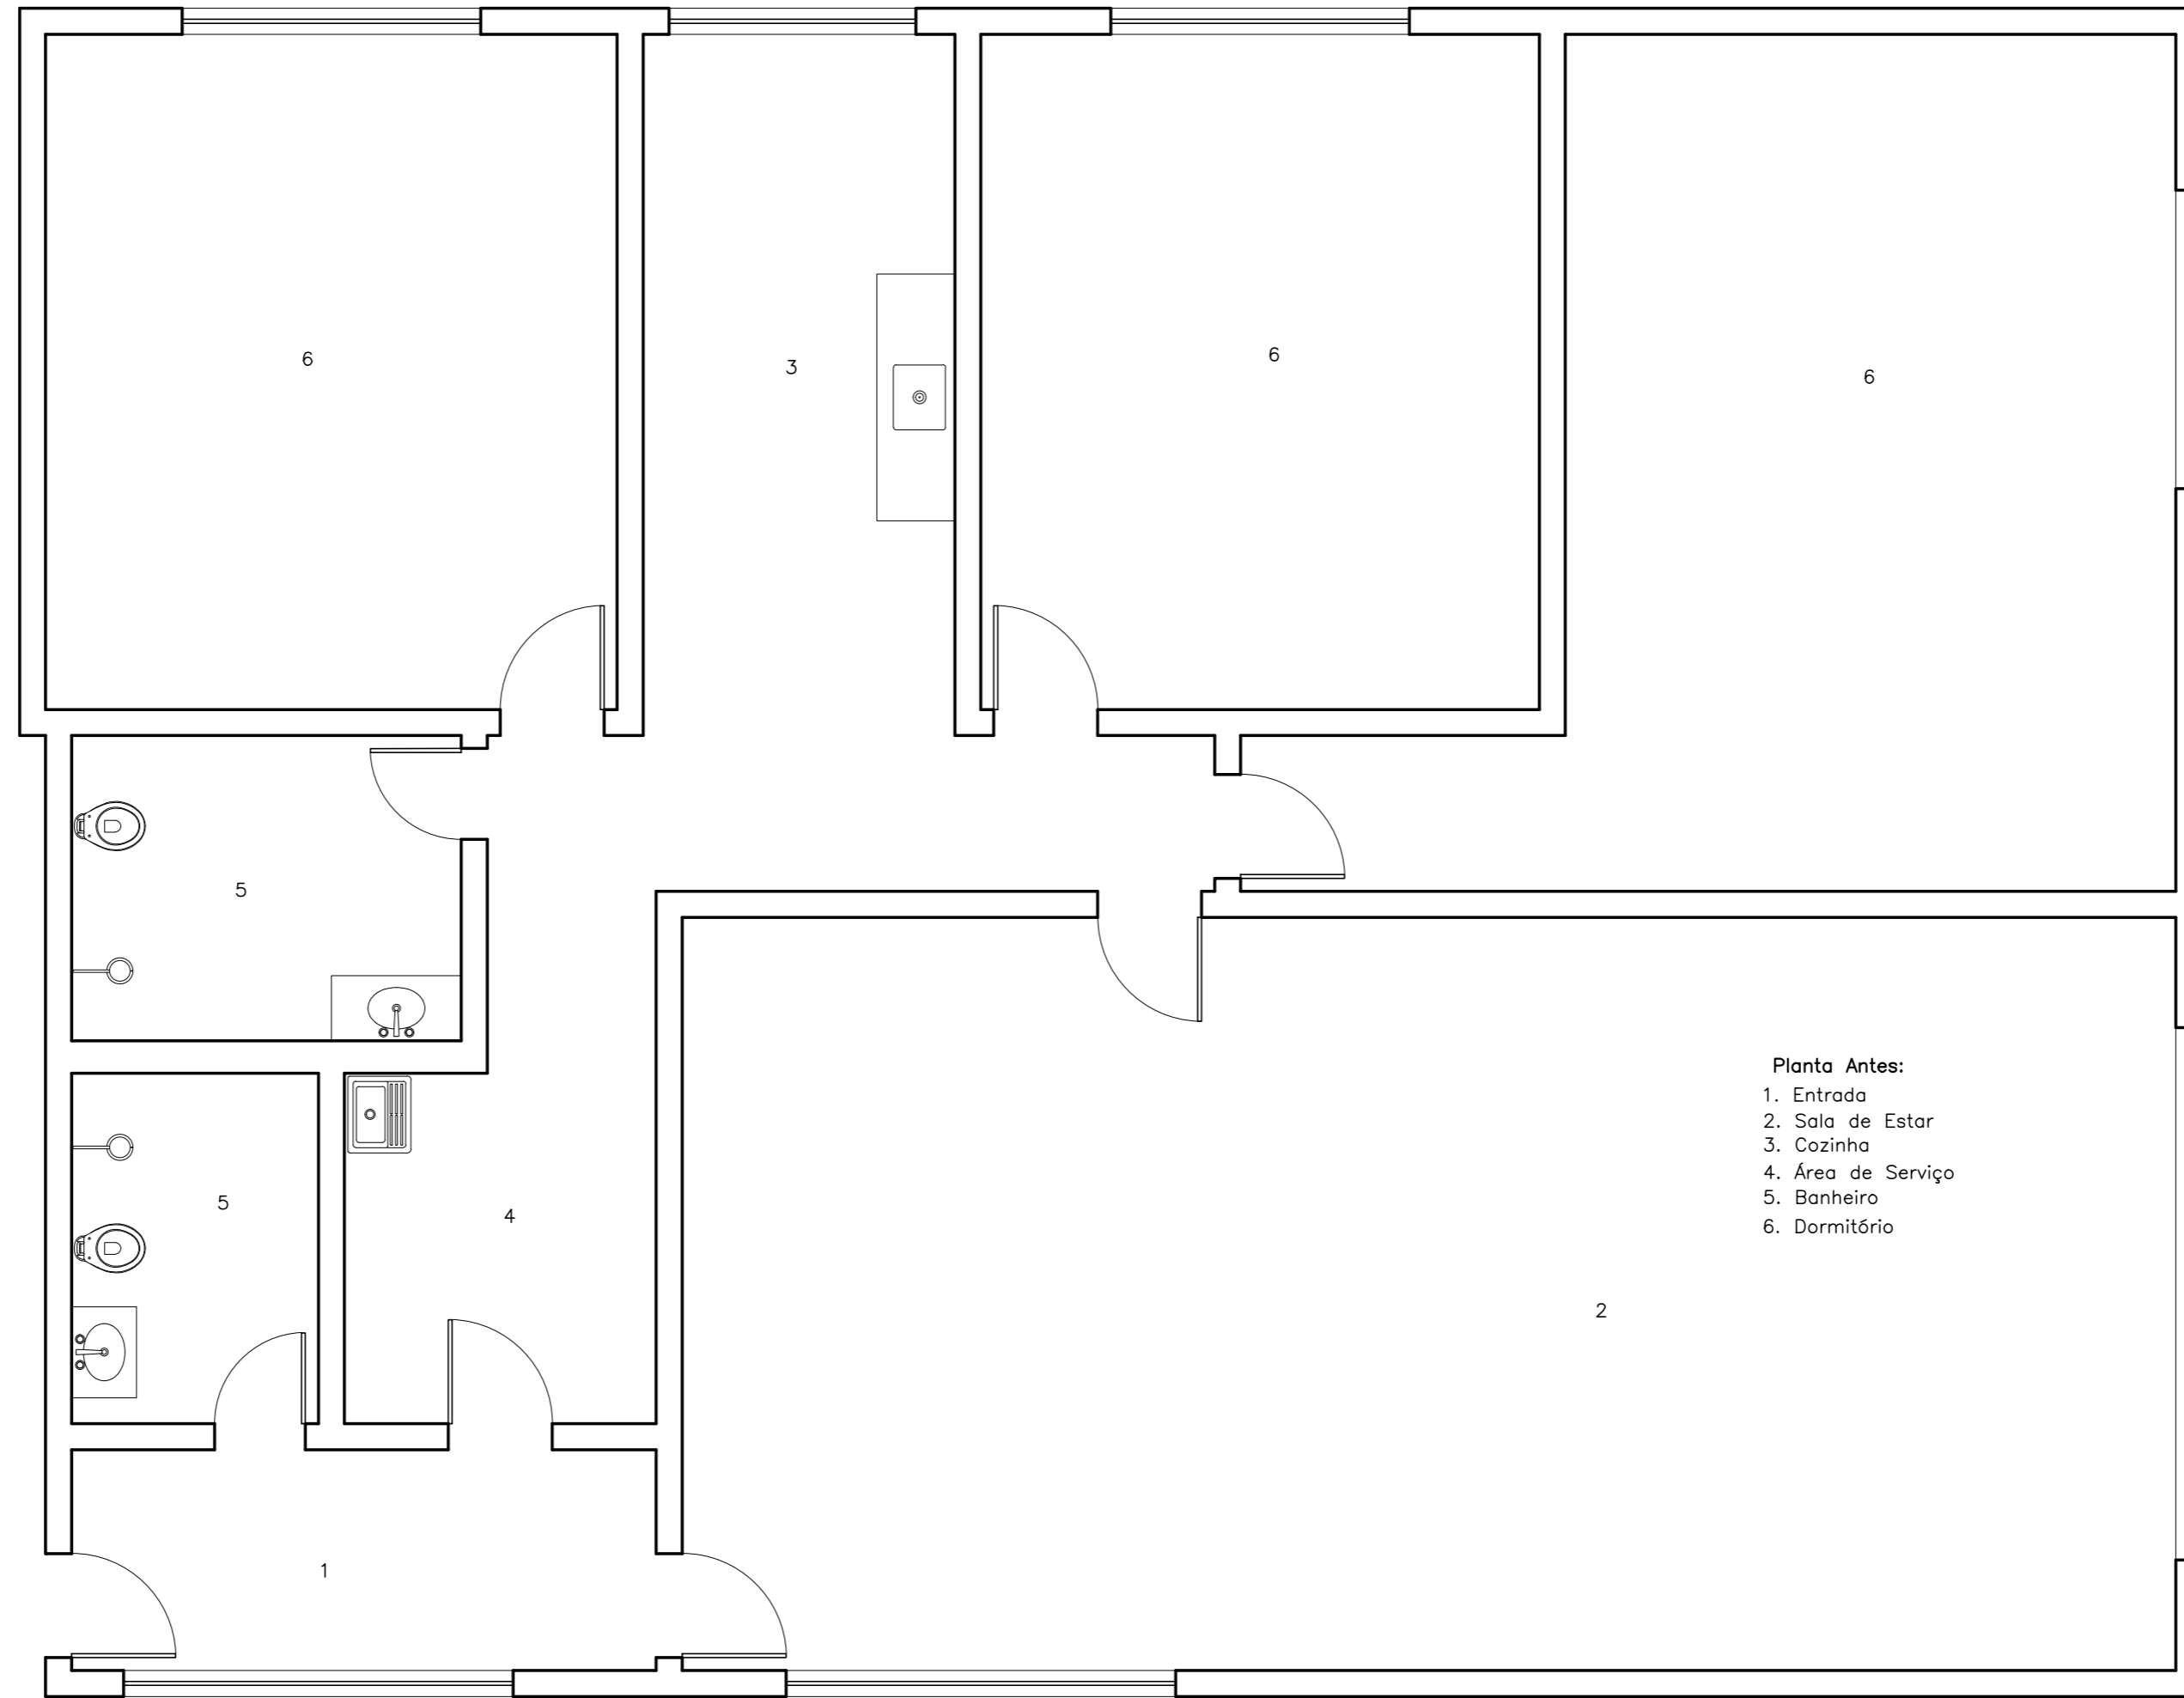 6
3
6
6
5
Planta Antes:
1. Entrada
2. Sala de Estar
3. Cozinha
4. Área de Serviço
5. Banheiro
6. Dormitório
5
4
2
1